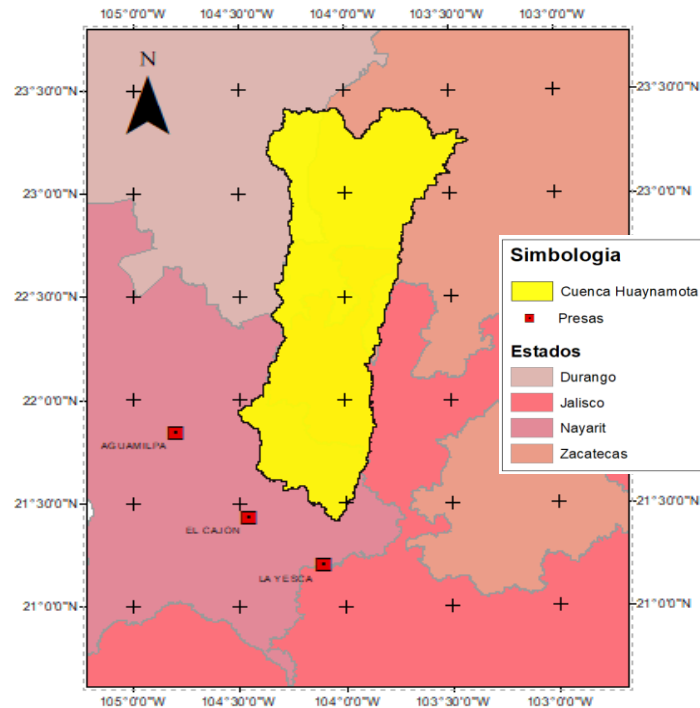 105°0'0"W 104°30'0"W 104°0'0"W 103°30'0"W 103°0'0"W
N
23°30'0"N
23°30'0"N
23°0'0"N
23°0'0"N
22°30'0"N
22°0'0"N
21°30'0"N
21°30'0"N
21°0'0"N
21°0'0"N
Simbologia
Cuenca Huaynamota
Presas
Estados
Durango
Jalisco
Nayarit
Zacatecas
AGUAMILPA
EL CAJON
LA YESCA
105°0'0"W 104°30'0"W 104°0'0"W 103°30'0"W 103°0'0"W